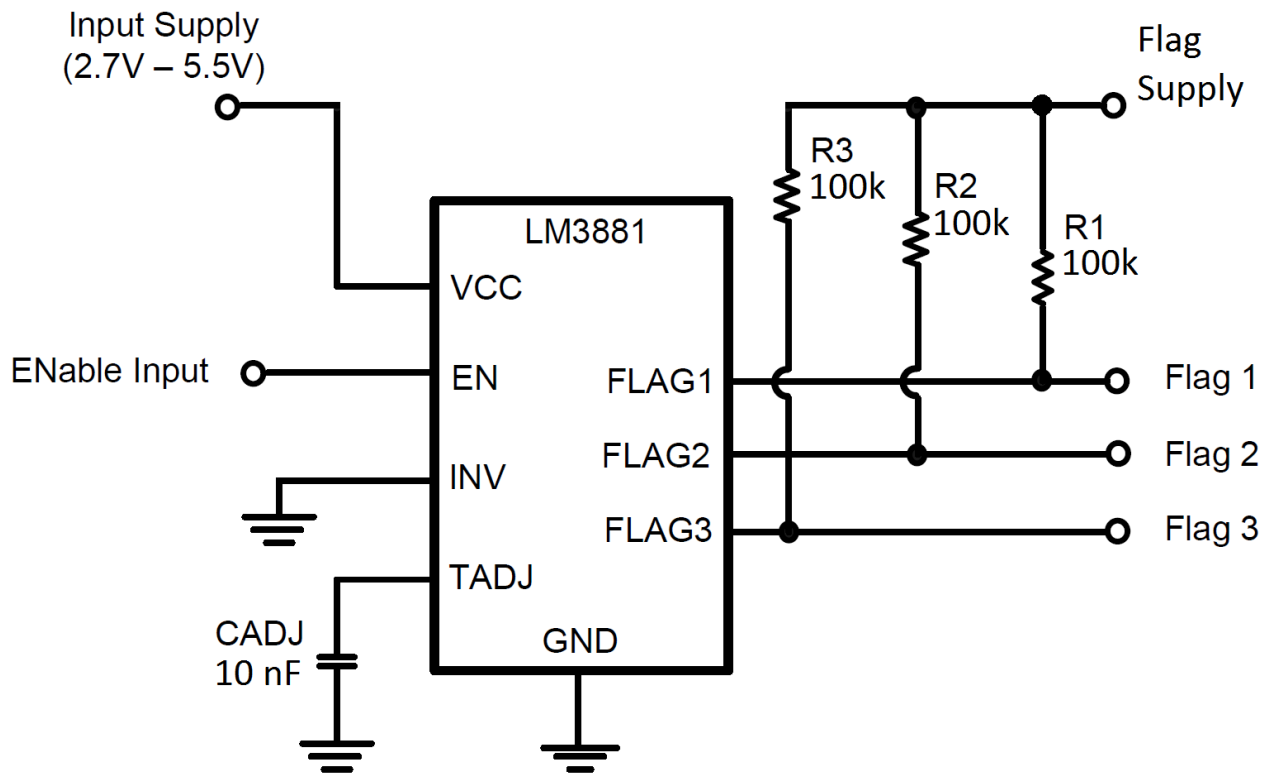 Input Supply
(2.7V – 5.5V)
Flag
Supply
R3
100k
R2
100k
R1
100k
LM3881
VCC
ENable Input
EN
FLAG1
Flag 1
FLAG2
Flag 2
INV
FLAG3
Flag 3
TADJ
CADJ
10 nF
GND